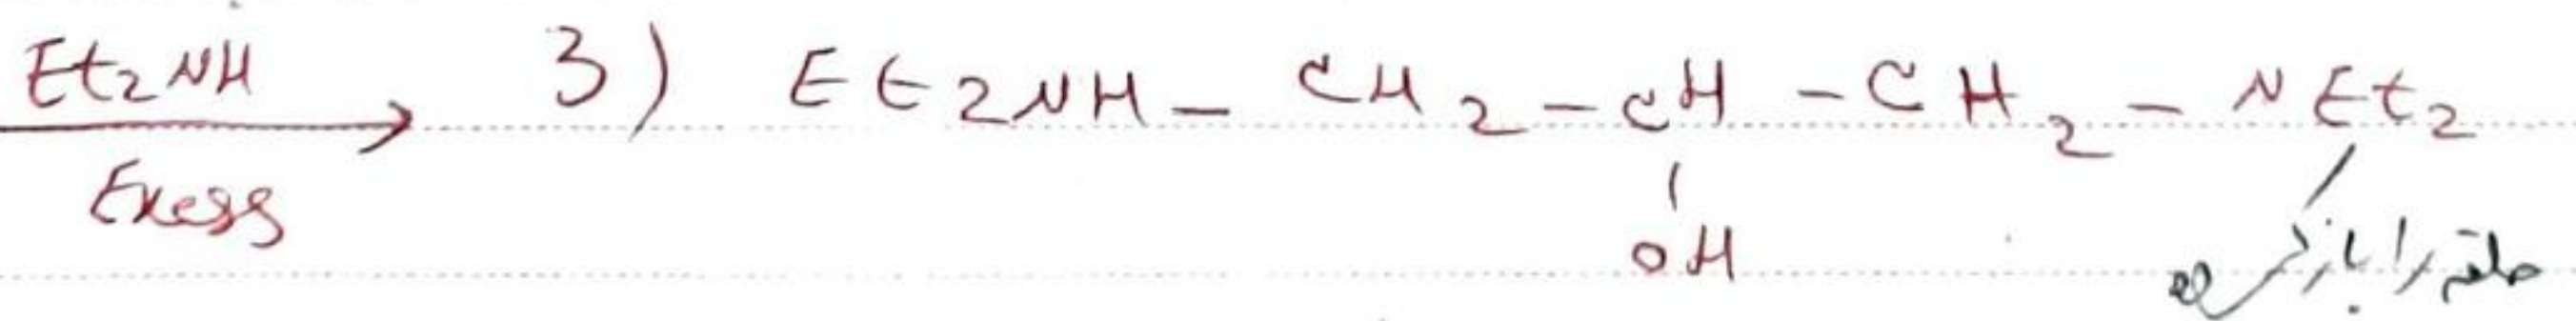 Et2NH
3) Et2NH - CH2 - CH - CH2 - NEt2
Exess
OH
حلقه را باز کرده